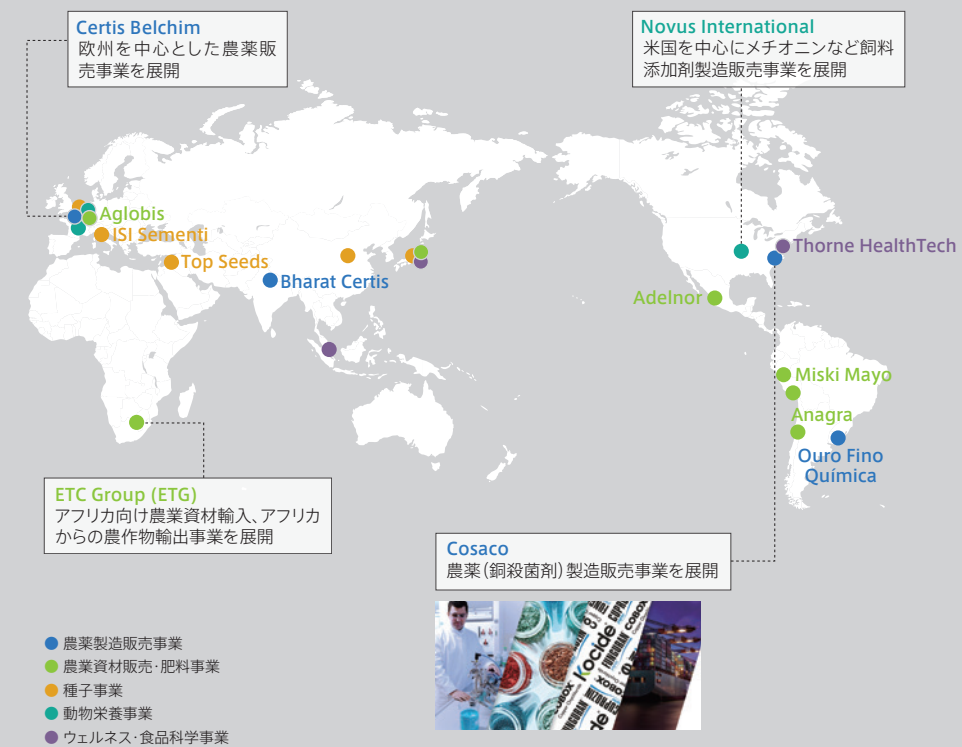 Certis Belchim
欧州を中心とした農薬販
売事業を展開
Novus International
米国を中心にメチオニンなど飼料
添加剤製造販売事業を展開
Aglobis
ISI Sementi
Top Seeds
Bharat Certis
Thorne HealthTech
Adelnor
Miski Mayo
Anagra
Ouro Fino
Química
ETC Group (ETG)
アフリカ向け農業資材輸入、アフリカ
からの農作物輸出事業を展開
Cosaco
農薬(銅殺菌剤)製造販売事業を展開
Kocide
COBOX
FUNGURAN
農薬製造販売事業
農業資材販売・肥料事業
種子事業
動物栄養事業
ウェルネス・食品科学事業